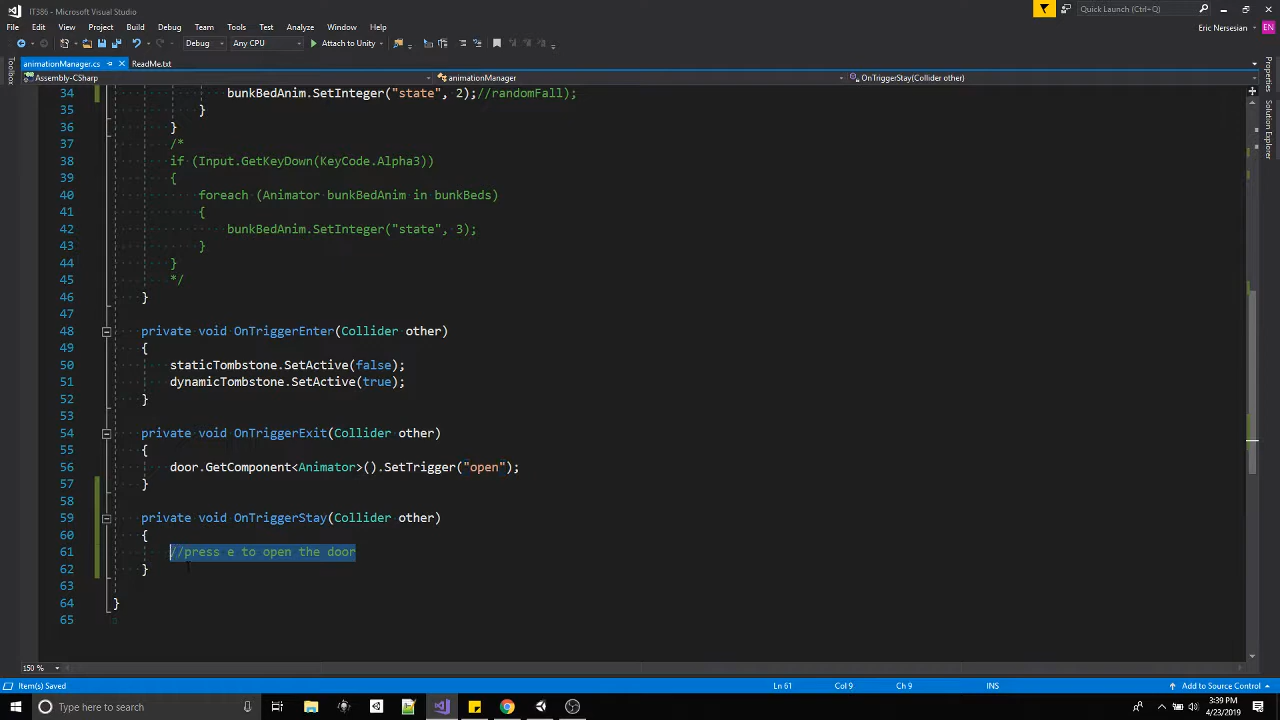 IT386 - Microsoft Visual Studio
Quick Launch (Ctrl+Q)
File Edit View Project Build Debug Team Tools Test Analyze Window Help
Eric Nersesian EN
Debug Any CPU Attach to Unity
animationManager.cs ReadMe.txt
Assembly-CSharp animationManager OnTriggerStay(Collider other)
Toolbox
Properties
Solution Explorer
34 bunkBedAnim.SetInteger("state", 2);//randomFall);
35 }
36 }
37 /*
38 if (Input.GetKeyDown(KeyCode.Alpha3))
39 {
40 foreach (Animator bunkBedAnim in bunkBeds)
41 {
42 bunkBedAnim.SetInteger("state", 3);
43 }
44 }
45 */
46 }
47
48 private void OnTriggerEnter(Collider other)
49 {
50 staticTombstone.SetActive(false);
51 dynamicTombstone.SetActive(true);
52 }
53
54 private void OnTriggerExit(Collider other)
55 {
56 door.GetComponent<Animator>().SetTrigger("open");
57 }
58
59 private void OnTriggerStay(Collider other)
60 {
61 //press e to open the door
62 }
63
64 }
65
150 %
Item(s) Saved Ln 61 Col 9 Ch 9 INS Add to Source Control
Type here to search
3:39 PM
4/23/2019